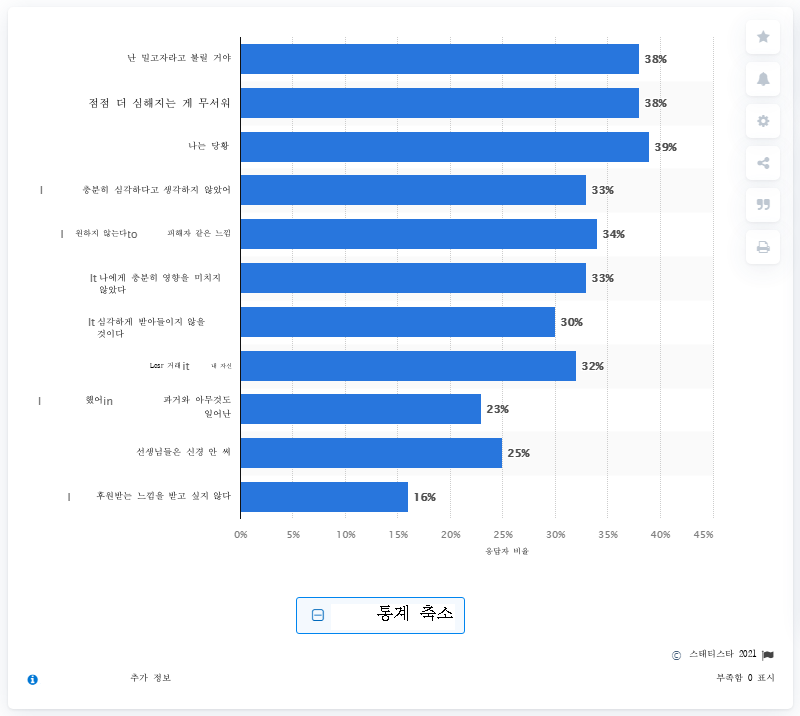 난 밀고자라고 불릴 거야
38%
점점 더 심해지는 게 무서워
38%
나는 당황
39%
I 충분히 심각하다고 생각하지 않았어
33%
I 원하지 않는다to 피해자 같은 느낌
34%
It 나에게 충분히 영향을 미치지
않았다
33%
It 심각하게 받아들이지 않을
것이다
30%
거래 it 내 자신
32%
I 했어in 과거와 아무것도
일어난
23%
선생님들은 신경 안 써
25%
I 후원받는 느낌을 받고 싶지 않다
16%
0% 5% 10% 15% 20% 25% 30% 35% 40% 45%
응답자 비율
통계 축소
© 스태티스타 2021
추가 정보
부족함 0 표시